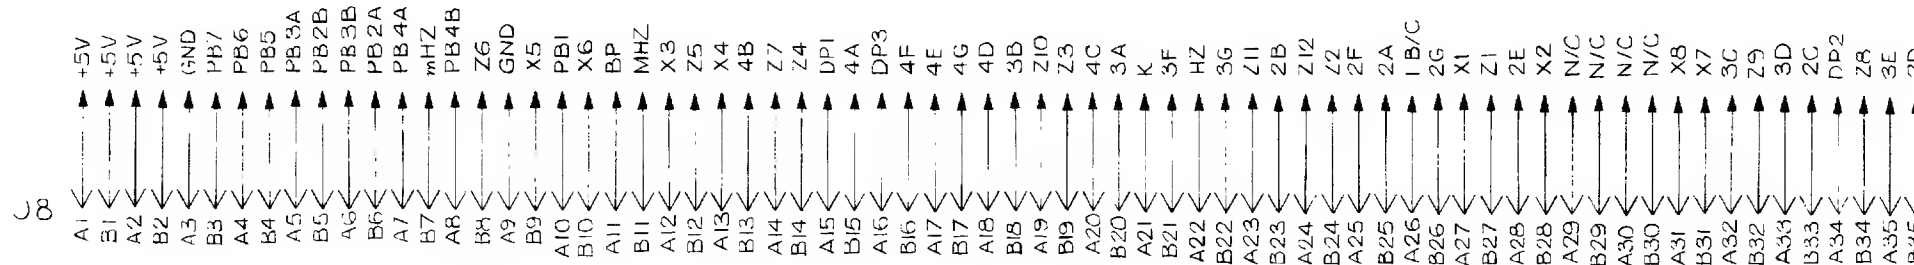 +5V +5V +5V +5V GND PB7 PB6 PB5 PB3A PB2B PB3B PB2A PB4A mHZ PB4B Z6 GND X5 PB1 X6 BP MHZ X3 Z5 X4 4B Z7 Z4 DP1 4A DP3 4F 4E 4G 4D 3B Z10 Z3 4C 3A K 3F HZ 3G Z11 2B Z12 Z2 2F 2A 1B/C 2G X1 Z1 2E X2 N/C N/C N/C N/C X8 X7 3C Z9 3D 2C DP2 Z8 3E
J8
A1 B1 A2 B2 A3 B3 A4 B4 A5 B5 A6 B6 A7 B7 A8 B8 A9 B9 A10 B10 A11 B11 A12 B12 A13 B13 A14 B14 A15 B15 A16 B16 A17 B17 A18 B18 A19 B19 A20 B20 A21 B21 A22 B22 A23 B23 A24 B24 A25 B25 A26 B26 A27 B27 A28 B28 A29 B29 A30 B30 A31 B31 A32 B32 A33 B33 A34 B34 A35